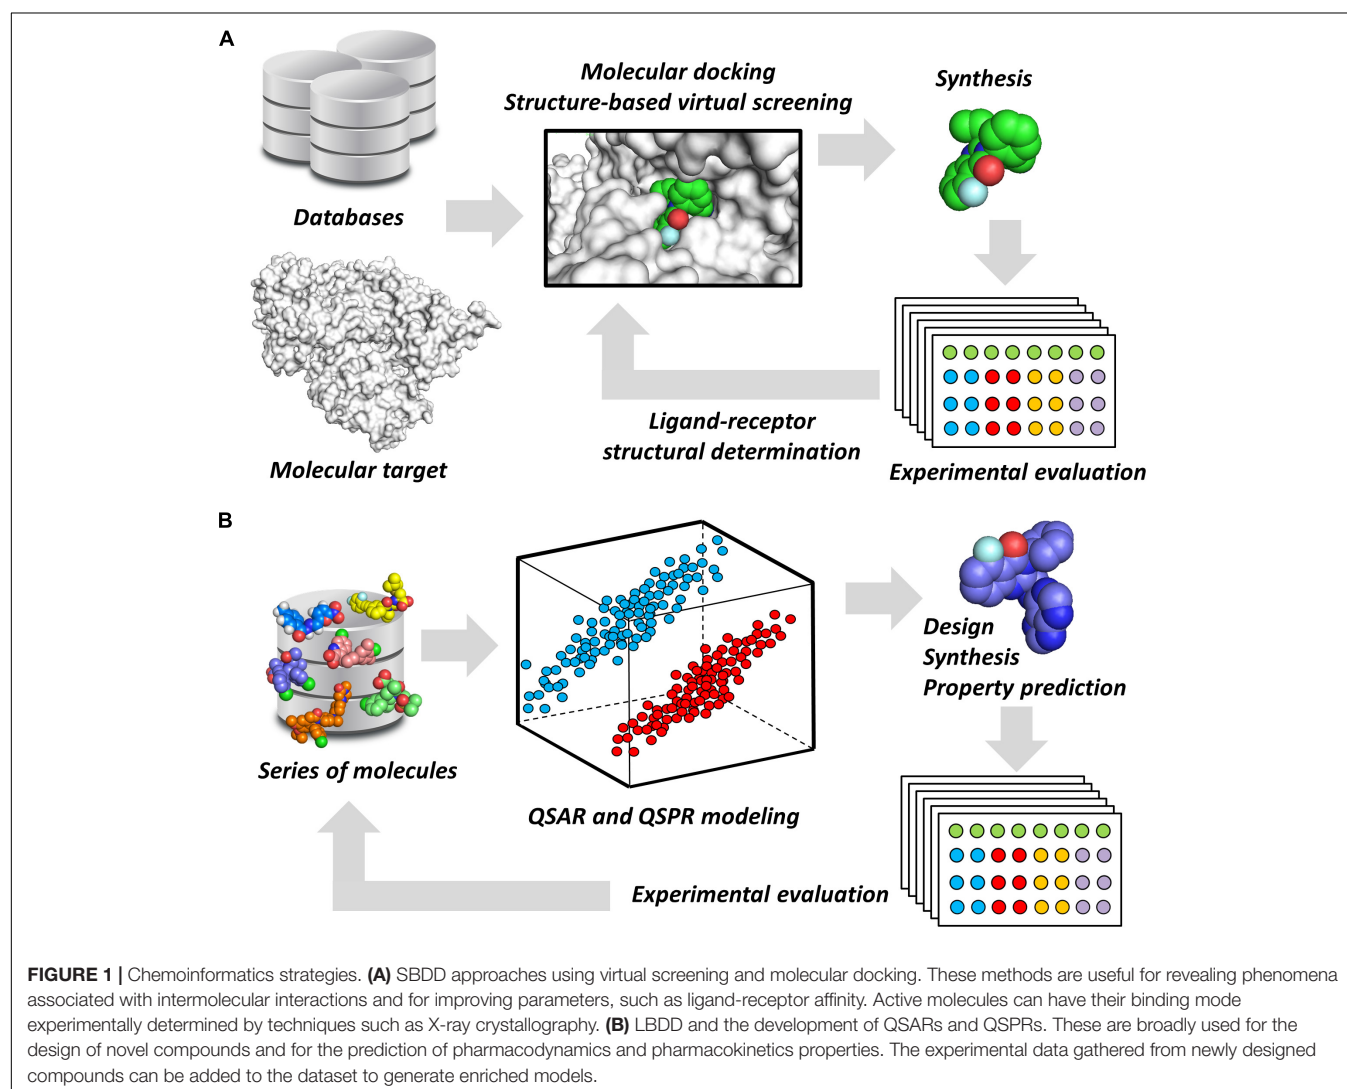 A
Molecular docking
Structure-based virtual screening
Synthesis
Databases
Ligand-receptor
structural determination
Molecular target
Experimental evaluation
B
Design
Synthesis
Property prediction
Series of molecules
QSAR and QSPR modeling
Experimental evaluation
FIGURE 1 | Chemoinformatics strategies. (A) SBDD approaches using virtual screening and molecular docking. These methods are useful for revealing phenomena
associated with intermolecular interactions and for improving parameters, such as ligand-receptor affinity. Active molecules can have their binding mode
experimentally determined by techniques such as X-ray crystallography. (B) LBDD and the development of QSARs and QSPRs. These are broadly used for the
design of novel compounds and for the prediction of pharmacodynamics and pharmacokinetics properties. The experimental data gathered from newly designed
compounds can be added to the dataset to generate enriched models.